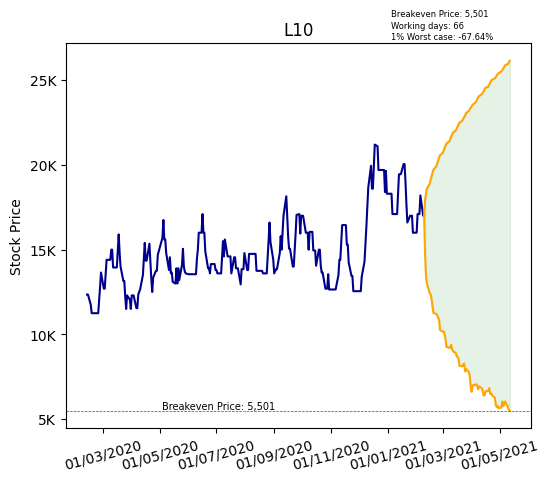 Breakeven Price: 5,501
Working days: 66
1% Worst case: -67.64%
L10
Stock Price
25K
20K
15K
10K
5K
Breakeven Price: 5,501
01/03/2020
01/05/2020
01/07/2020
01/09/2020
01/11/2020
01/01/2021
01/03/2021
01/05/2021